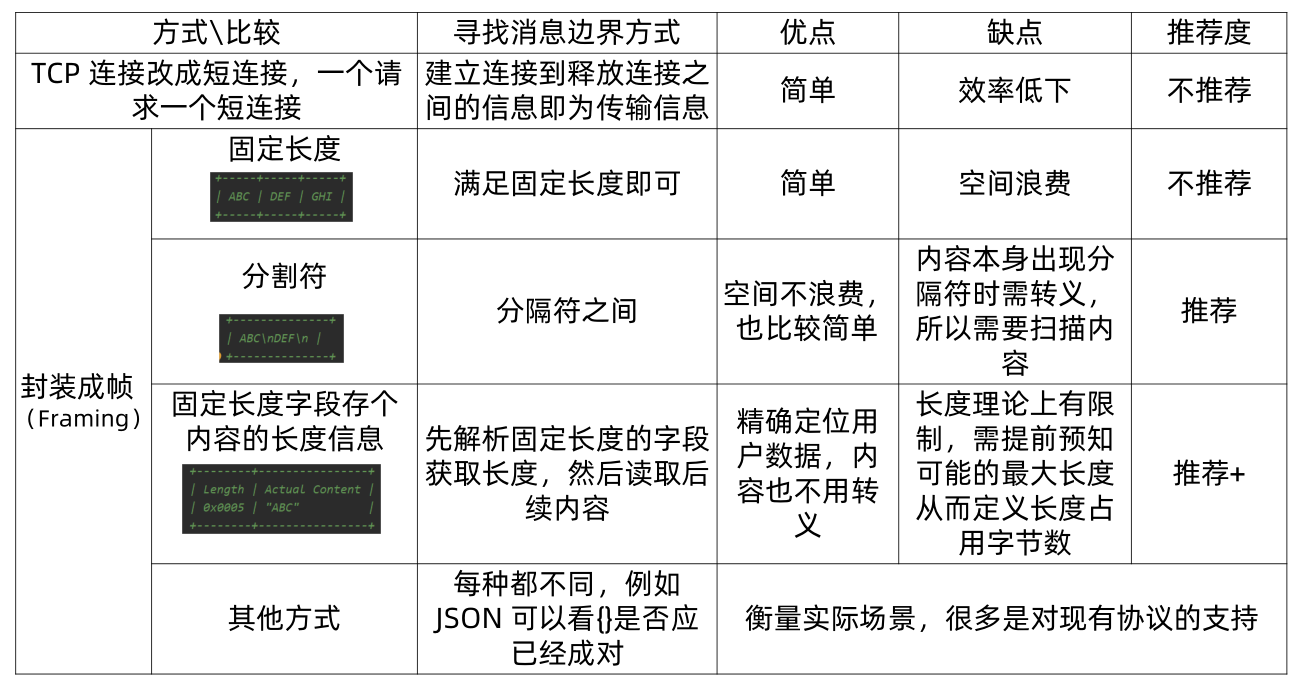 方式\比较
寻找消息边界方式
优点
缺点
推荐度
TCP 连接改成短连接，一个请
求一个短连接
建立连接到释放连接之
间的信息即为传输信息
简单
效率低下
不推荐
封装成帧
（Framing）
固定长度
+-----+-----+-----+
| ABC | DEF | GHI |
+-----+-----+-----+
满足固定长度即可
简单
空间浪费
不推荐
分割符
+--------------+
| ABC\nDEF\n |
+--------------+
分隔符之间
空间不浪费，
也比较简单
内容本身出现分
隔符时需转义，
所以需要扫描内
容
推荐
固定长度字段存个
内容的长度信息
+--------+----------------+
| Length | Actual Content |
| 0x0005 | "ABC" |
+--------+----------------+
先解析固定长度的字段
获取长度，然后读取后
续内容
精确定位用
户数据，内
容也不用转
义
长度理论上有限
制，需提前预知
可能的最大长度
从而定义长度占
用字节数
推荐+
其他方式
每种都不同，例如
JSON 可以看{}是否应
已经成对
衡量实际场景，很多是对现有协议的支持